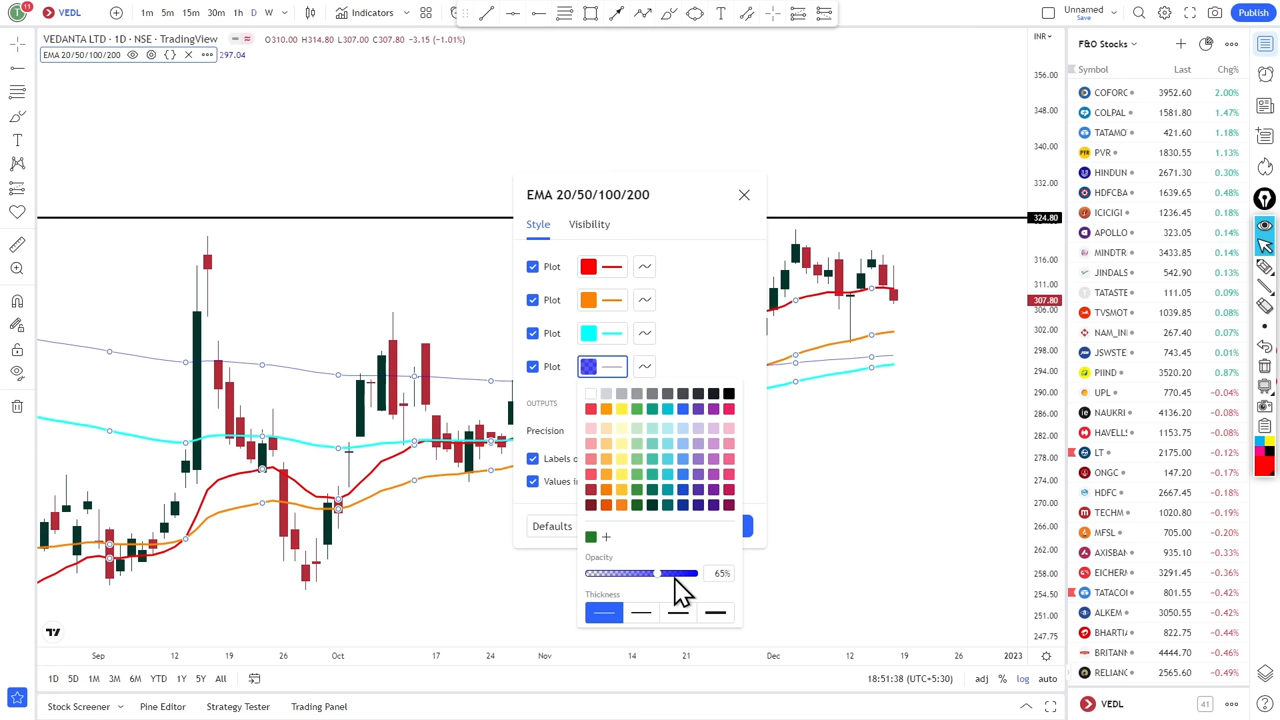 11
VEDL
1m 5m 15m 30m 1h D W
Indicators
Unnamed
Save
Publish
VEDANTA LTD · 1D · NSE · TradingView
O310.00 H314.80 L307.00 C307.80 -3.15 (-1.01%)
EMA 20/50/100/200
297.04
INR
356.00
348.00
340.00
332.00
324.80
316.00
311.00
307.80
306.00
302.00
298.00
294.00
290.00
286.00
282.00
278.00
274.00
270.00
266.00
262.00
258.00
254.50
251.00
247.75
EMA 20/50/100/200
Style Visibility
Plot
Plot
Plot
Plot
OUTPUTS
Precision
Labels o
Values i
Defaults
Opacity
65%
Thickness
Sep 12 19 26 Oct 17 24 Nov 14 21 Dec 12 19 26 2023
1D 5D 1M 3M 6M YTD 1Y 5Y All
18:51:38 (UTC+5:30)
adj % log auto
Stock Screener Pine Editor Strategy Tester Trading Panel
F&O Stocks
Symbol Last Chg%
COFORC 3952.60 2.00%
COLPAL 1581.80 1.47%
TATAMO 421.60 1.18%
PVR 1830.55 1.13%
HINDUN 2671.30 0.30%
HDFCBA 1639.65 0.48%
ICICIGI 1236.45 0.18%
APOLLO 323.05 0.14%
MINDTR 3433.85 0.14%
JINDALS 542.90 0.13%
TATASTE 111.05 0.09%
TVSMOT 1039.85 0.08%
NAM_IN 267.40 0.07%
JSWSTE 743.45 0.01%
PIIND 3520.20 0.87%
UPL 770.45 -0.04%
NAUKRI 4136.20 -0.08%
HAVELL 1153.75 -0.08%
LT 2175.00 -0.12%
ONGC 147.20 -0.17%
HDFC 2667.45 -0.18%
TECHM 1020.80 -0.19%
MFSL 705.00 -0.20%
AXISBAN 935.10 -0.33%
EICHER 3281.25 -0.36%
TATACO 801.55 -0.42%
ALKEM 3050.55 -0.42%
BHARTI 822.75 -0.44%
BRITAN 4444.70 -0.46%
RELIANC 2565.60 -0.49%
VEDL
41